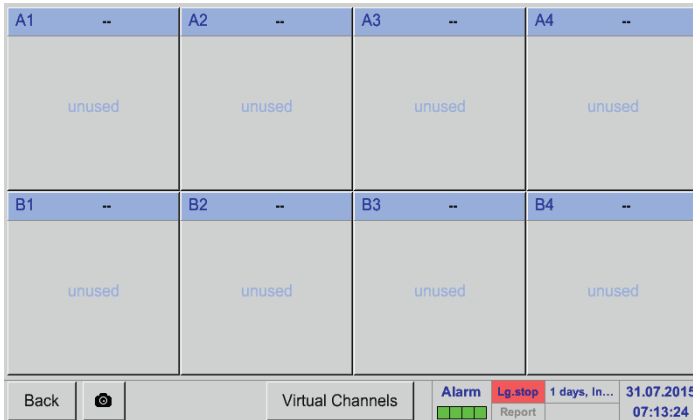 A1 -- A2 -- A3 -- A4 --
unused unused unused unused
B1 -- B2 -- B3 -- B4 --
unused unused unused unused
Back Virtual Channels Alarm Lg.stop 1 days, In... 31.07.2015
Report 07:13:24